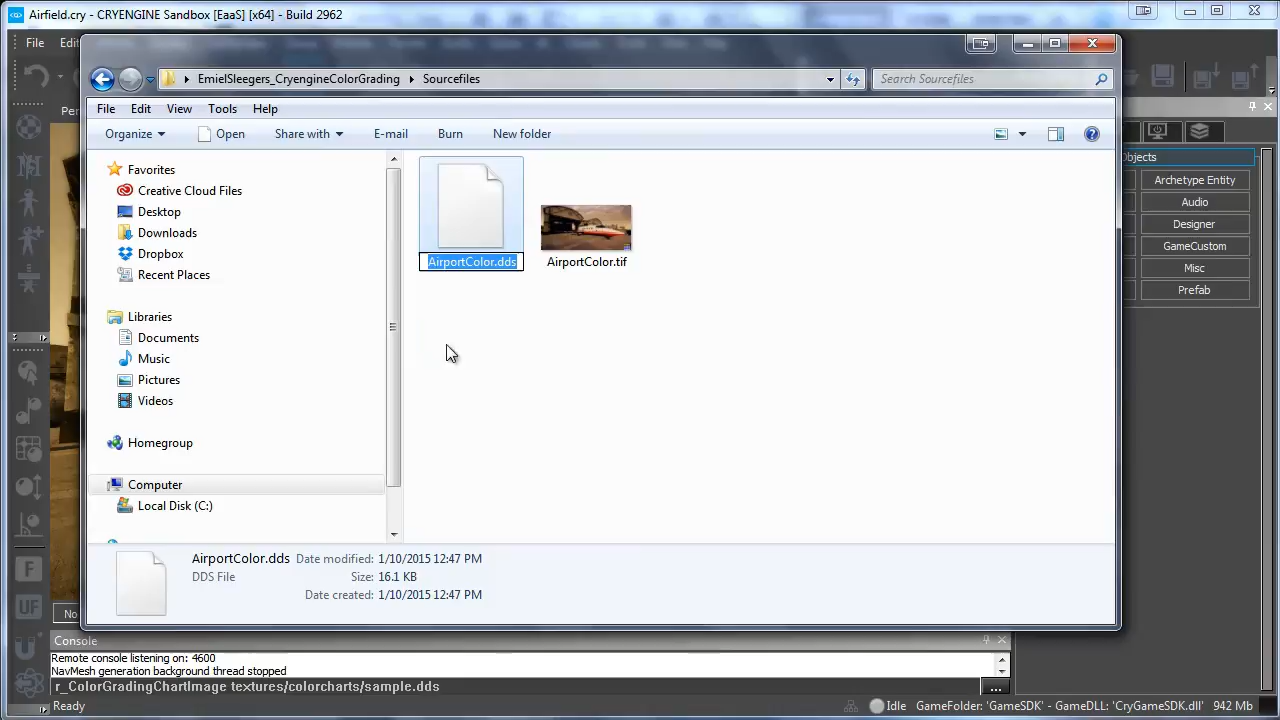 Airfield.cry - CRYENGINE Sandbox [EaaS] [x64] - Build 2962
File Edi
EmielSleegers_CryengineColorGrading Sourcefiles
Search Sourcefiles
File Edit View Tools Help
Organize Open Share with E-mail Burn New folder
Favorites
Creative Cloud Files
Desktop
Downloads
Dropbox
Recent Places
Libraries
Documents
Music
Pictures
Videos
Homegroup
Computer
Local Disk (C:)
AirportColor.dds
AirportColor.tif
AirportColor.dds Date modified: 1/10/2015 12:47 PM
DDS File Size: 16.1 KB
Date created: 1/10/2015 12:47 PM
Per
Objects
Archetype Entity
Audio
Designer
GameCustom
Misc
Prefab
F
UF
No
Console
Remote console listening on: 4600
NavMesh generation background thread stopped
r_ColorGradingChartImage textures/colorcharts/sample.dds
...
Ready
Idle GameFolder: 'GameSDK' - GameDLL: 'CryGameSDK.dll' 942 Mb